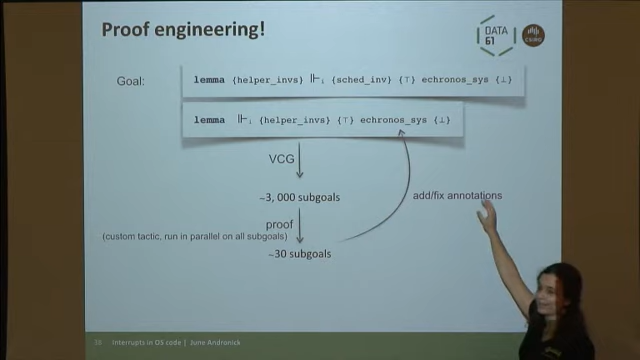 Proof engineering!
DATA
61
CSIRO
Goal:
lemma {helper_invs} ⊩ᵢ {sched_inv} {⊤} echronos_sys {⊥}
lemma ⊩ᵢ {helper_invs} {⊤} echronos_sys {⊥}
VCG
~3, 000 subgoals
add/fix annotations
proof
(custom tactic, run in parallel on all subgoals)
~30 subgoals
Interrupts in OS code | June Andronick